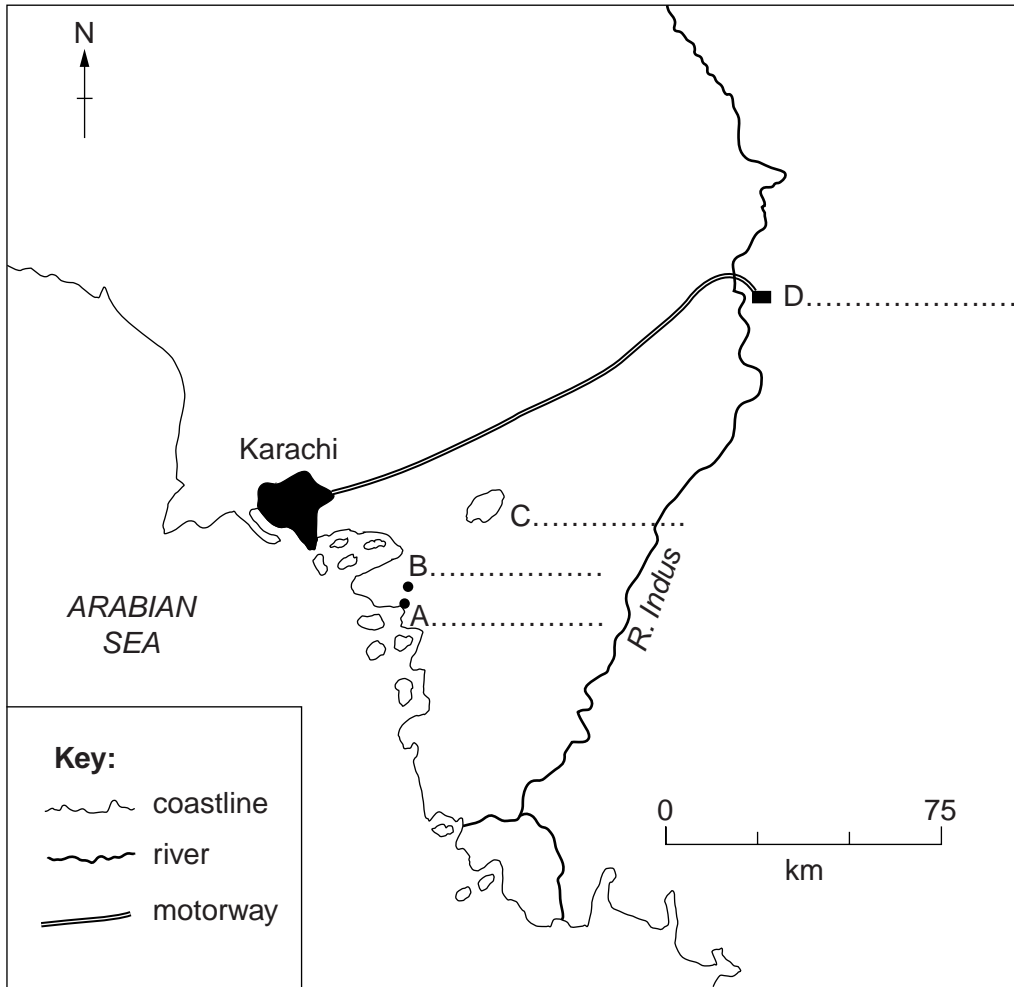 N
D.......................
Karachi
C...............
B.................
A.................
R. Indus
ARABIAN
SEA
Key:
coastline
river
motorway
0 75
km